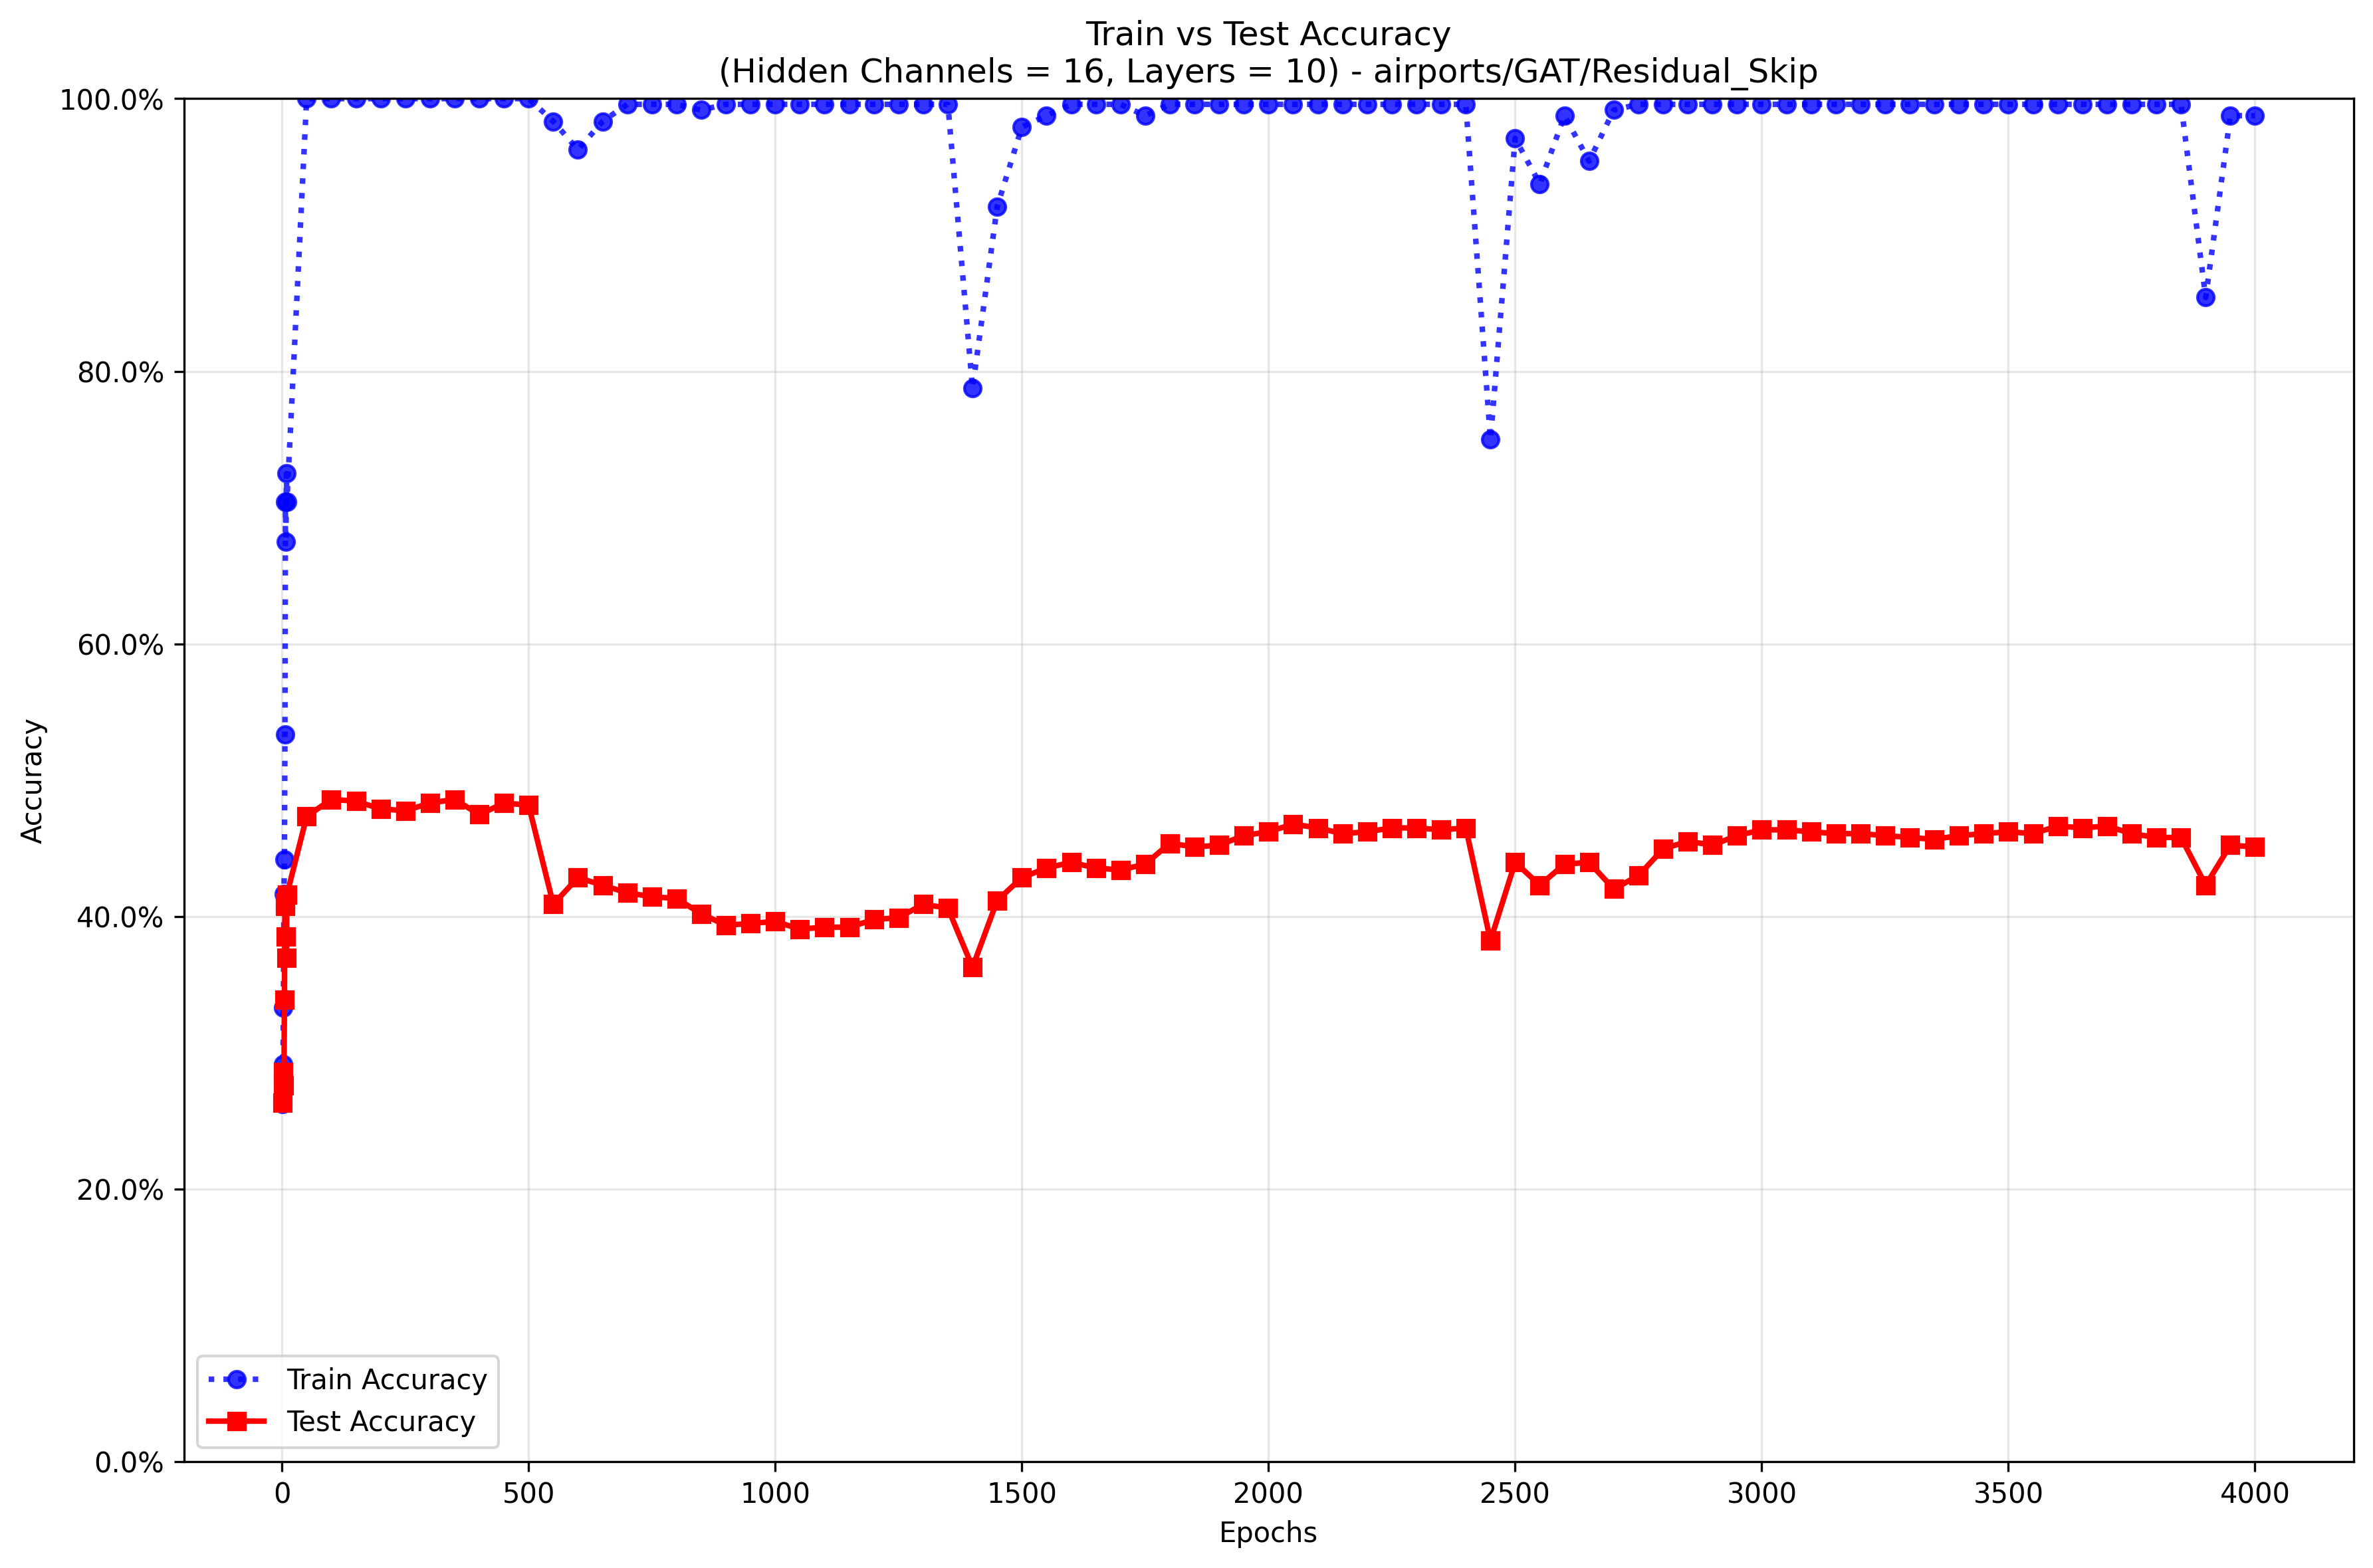 Train vs Test Accuracy
(Hidden Channels = 16, Layers = 10) - airports/GAT/Residual_Skip
100.0%
80.0%
60.0%
40.0%
20.0%
0.0%
Accuracy
Train Accuracy
Test Accuracy
0 500 1000 1500 2000 2500 3000 3500 4000
Epochs